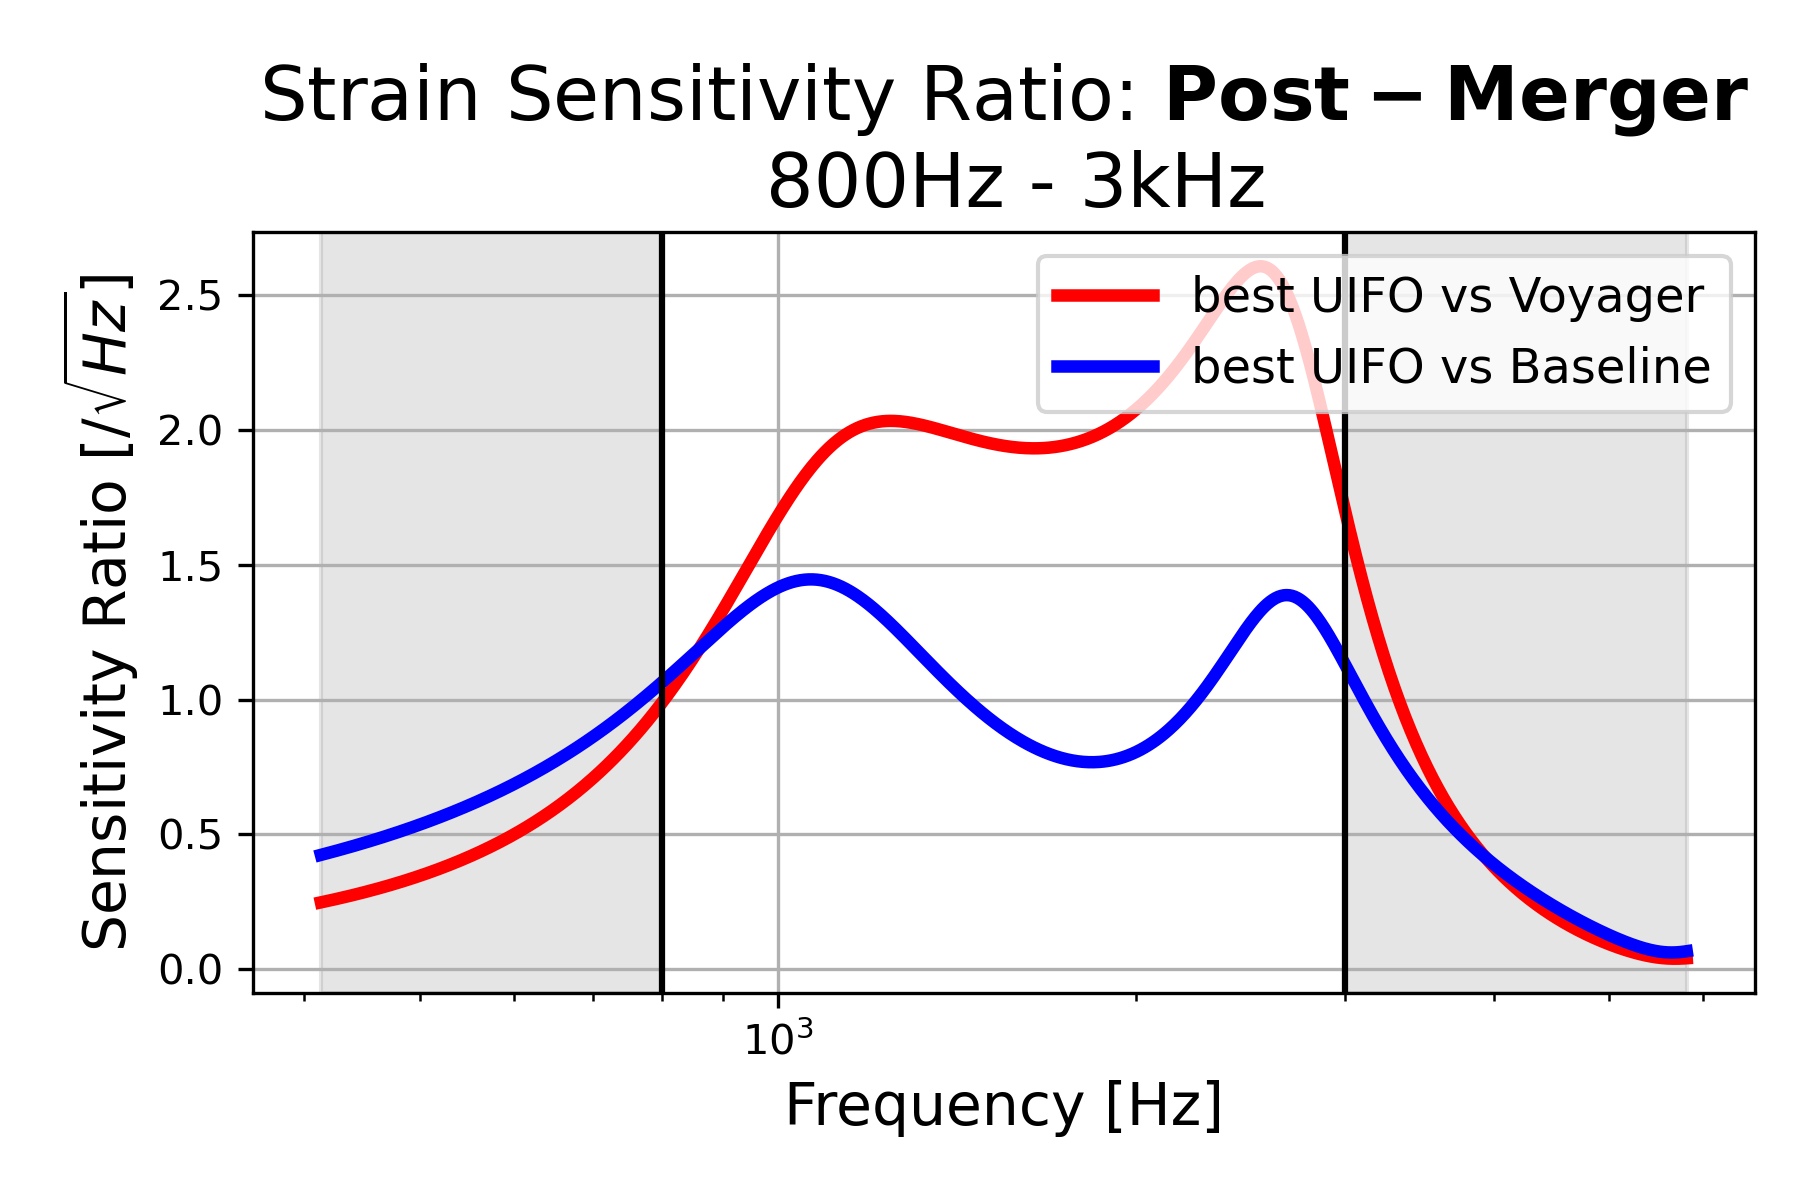 Strain Sensitivity Ratio: Post − Merger
800Hz - 3kHz
Sensitivity Ratio [/√Hz]
2.5
2.0
1.5
1.0
0.5
0.0
best UIFO vs Voyager
best UIFO vs Baseline
10³
Frequency [Hz]